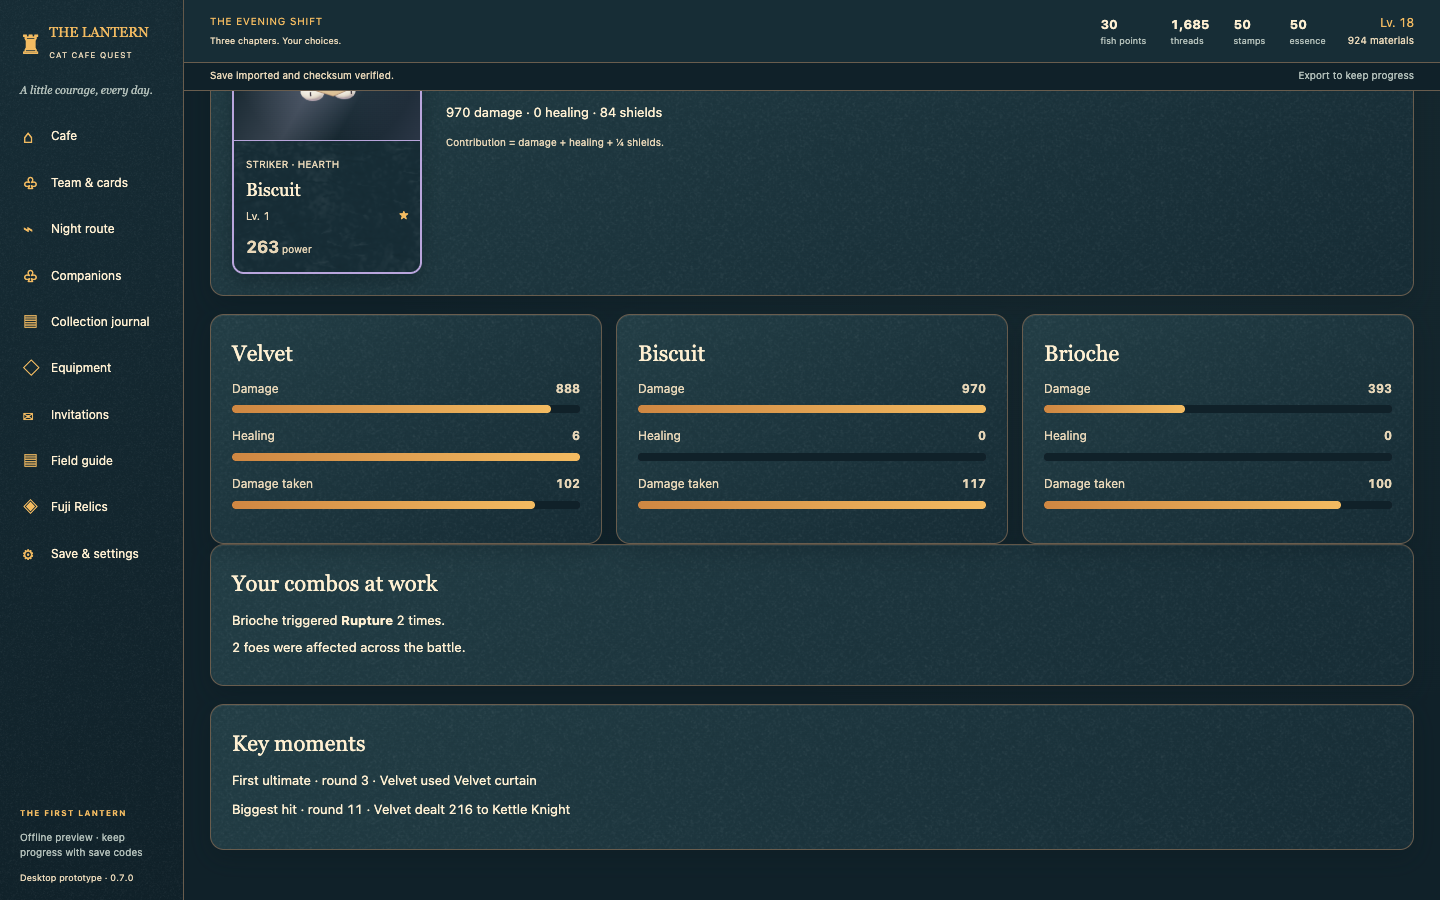 THE LANTERN
CAT CAFE QUEST
A little courage, every day.
Cafe
Team & cards
Night route
Companions
Collection journal
Equipment
Invitations
Field guide
Fuji Relics
Save & settings
THE FIRST LANTERN
Offline preview · keep
progress with save codes
Desktop prototype · 0.7.0
THE EVENING SHIFT
Three chapters. Your choices.
30
fish points
1,685
threads
50
stamps
50
essence
Lv. 18
924 materials
Save imported and checksum verified.
Export to keep progress
STRIKER · HEARTH
Biscuit
Lv. 1
263 power
970 damage · 0 healing · 84 shields
Contribution = damage + healing + ¼ shields.
Velvet
Damage 888
Healing 6
Damage taken 102
Biscuit
Damage 970
Healing 0
Damage taken 117
Brioche
Damage 393
Healing 0
Damage taken 100
Your combos at work
Brioche triggered Rupture 2 times.
2 foes were affected across the battle.
Key moments
First ultimate · round 3 · Velvet used Velvet curtain
Biggest hit · round 11 · Velvet dealt 216 to Kettle Knight